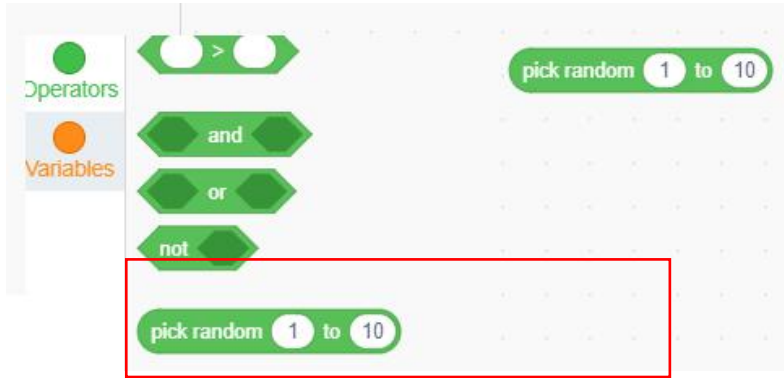 Operators
Variables
>
and
or
not
pick random 1 to 10
pick random 1 to 10